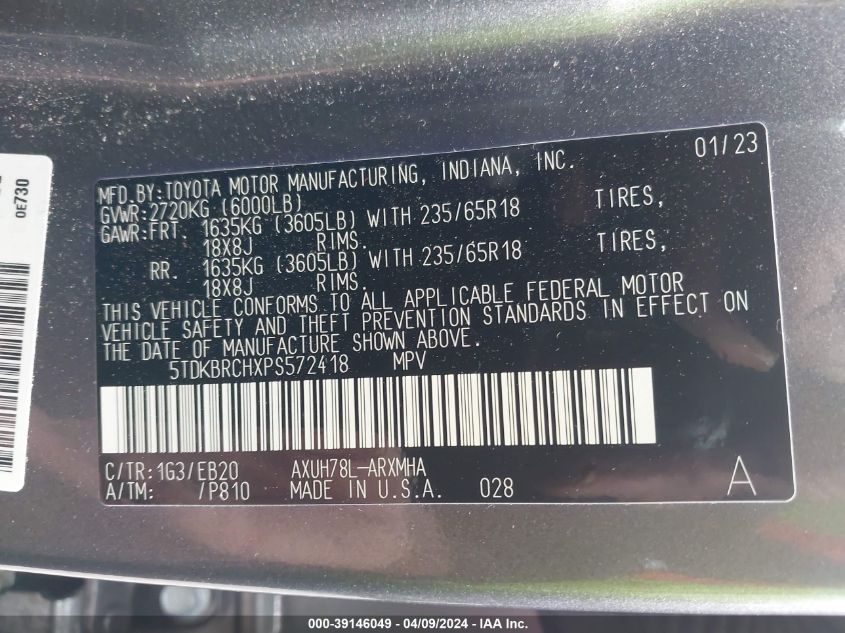 01/23
MFD.BY:TOYOTA MOTOR MANUFACTURING, INDIANA, INC.
GVWR:2720KG (6000LB)
GAWR:FRT. 1635KG (3605LB) WITH 235/65R18 TIRES,
18X8J RIMS.
RR. 1635KG (3605LB) WITH 235/65R18 TIRES,
18X8J RIMS.
THIS VEHICLE CONFORMS TO ALL APPLICABLE FEDERAL MOTOR
VEHICLE SAFETY AND THEFT PREVENTION STANDARDS IN EFFECT ON
THE DATE OF MANUFACTURE SHOWN ABOVE.
5TDKBRCHXPS572418 MPV
C/TR:1G3/EB20 AXUH78L-ARXMHA
A/TM: /P810 MADE IN U.S.A. 028 A
0E730
000-39146049 | 04/09/2024 - IAA Inc.